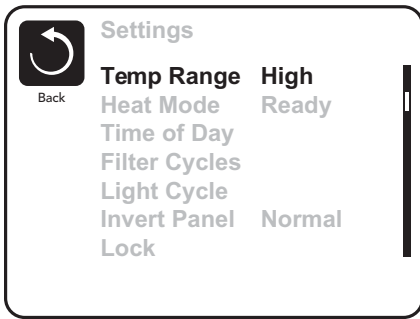 Settings
Back
Temp Range High
Heat Mode Ready
Time of Day
Filter Cycles
Light Cycle
Invert Panel Normal
Lock